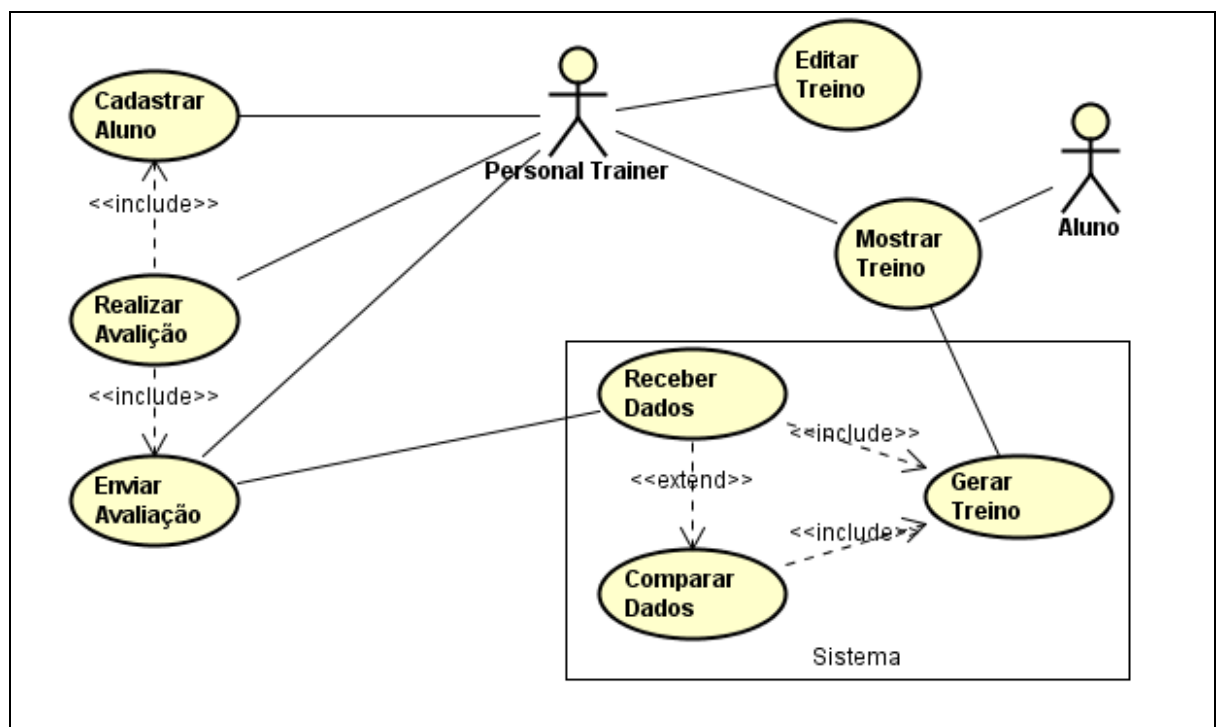 Cadastrar
Aluno
Personal Trainer
Editar
Treino
Aluno
<<include>>
Mostrar
Treino
Realizar
Avalição
<<include>>
Enviar
Avaliação
Receber
Dados
<<include>>
<<extend>>
Gerar
Treino
<<include>>
Comparar
Dados
Sistema